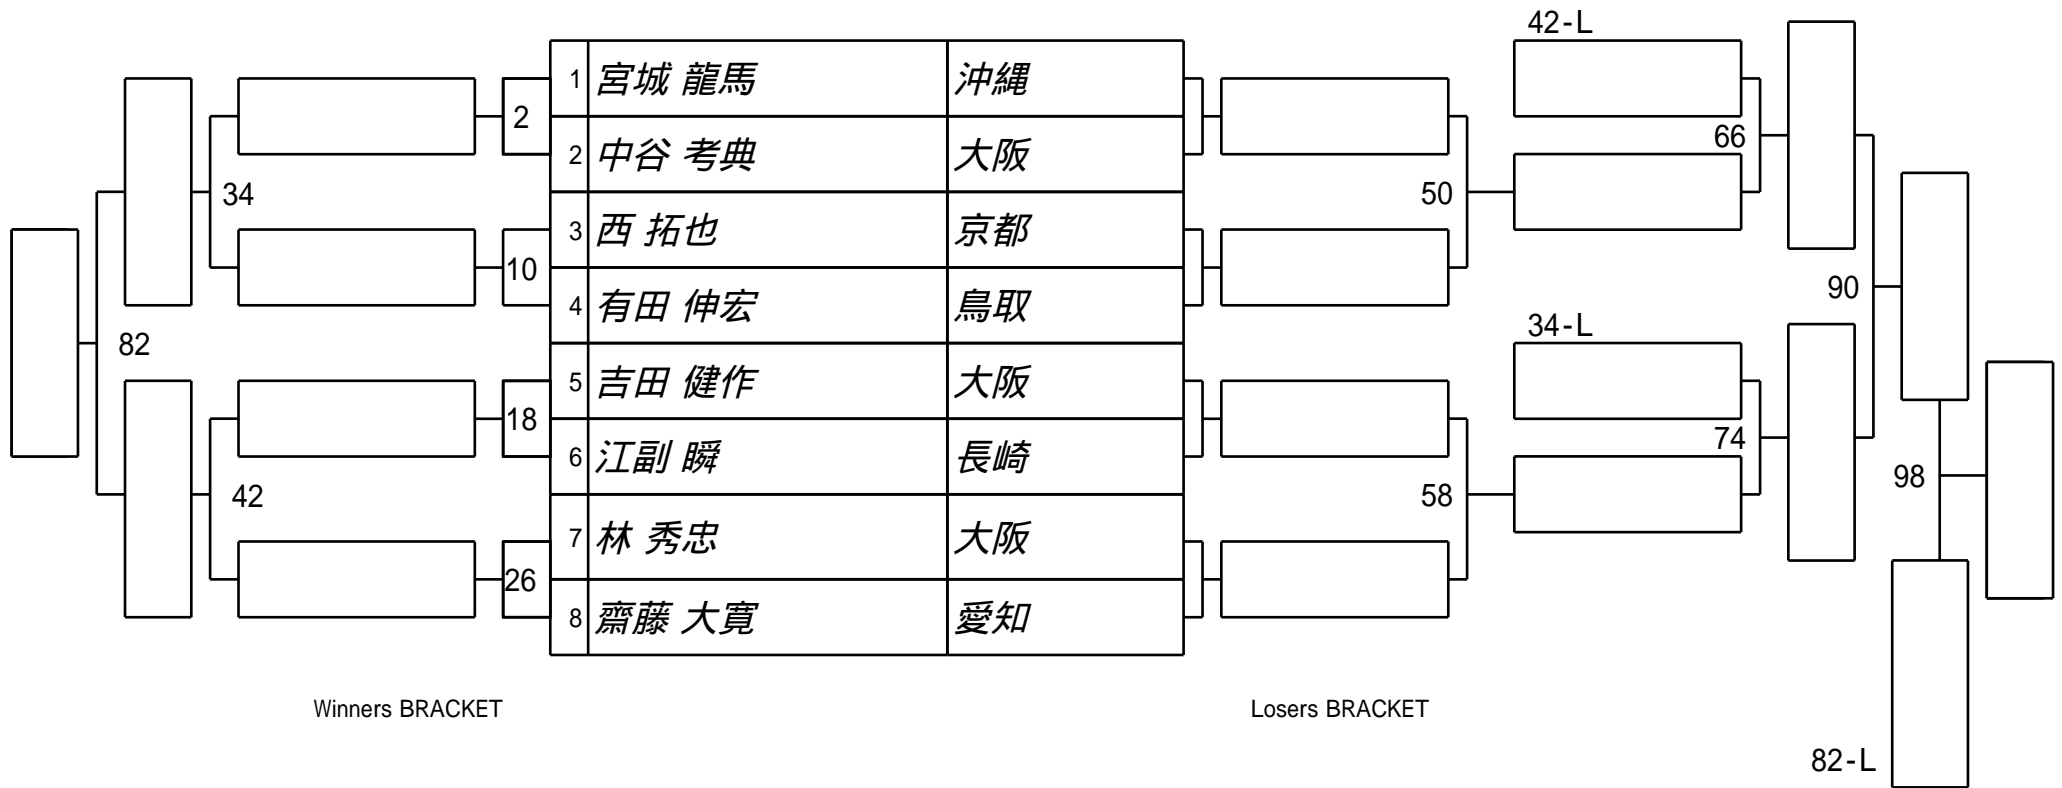 42-L
1 宮城 龍馬 沖縄
2
2 中谷 考典 大阪
66
34
50
3 西 拓也 京都
10
4 有田 伸宏 鳥取
90
34-L
82
5 吉田 健作 大阪
18
74
6 江副 瞬 長崎
98
42
58
7 林 秀忠 大阪
26
8 齋藤 大寛 愛知
Winners BRACKET
Losers BRACKET
82-L